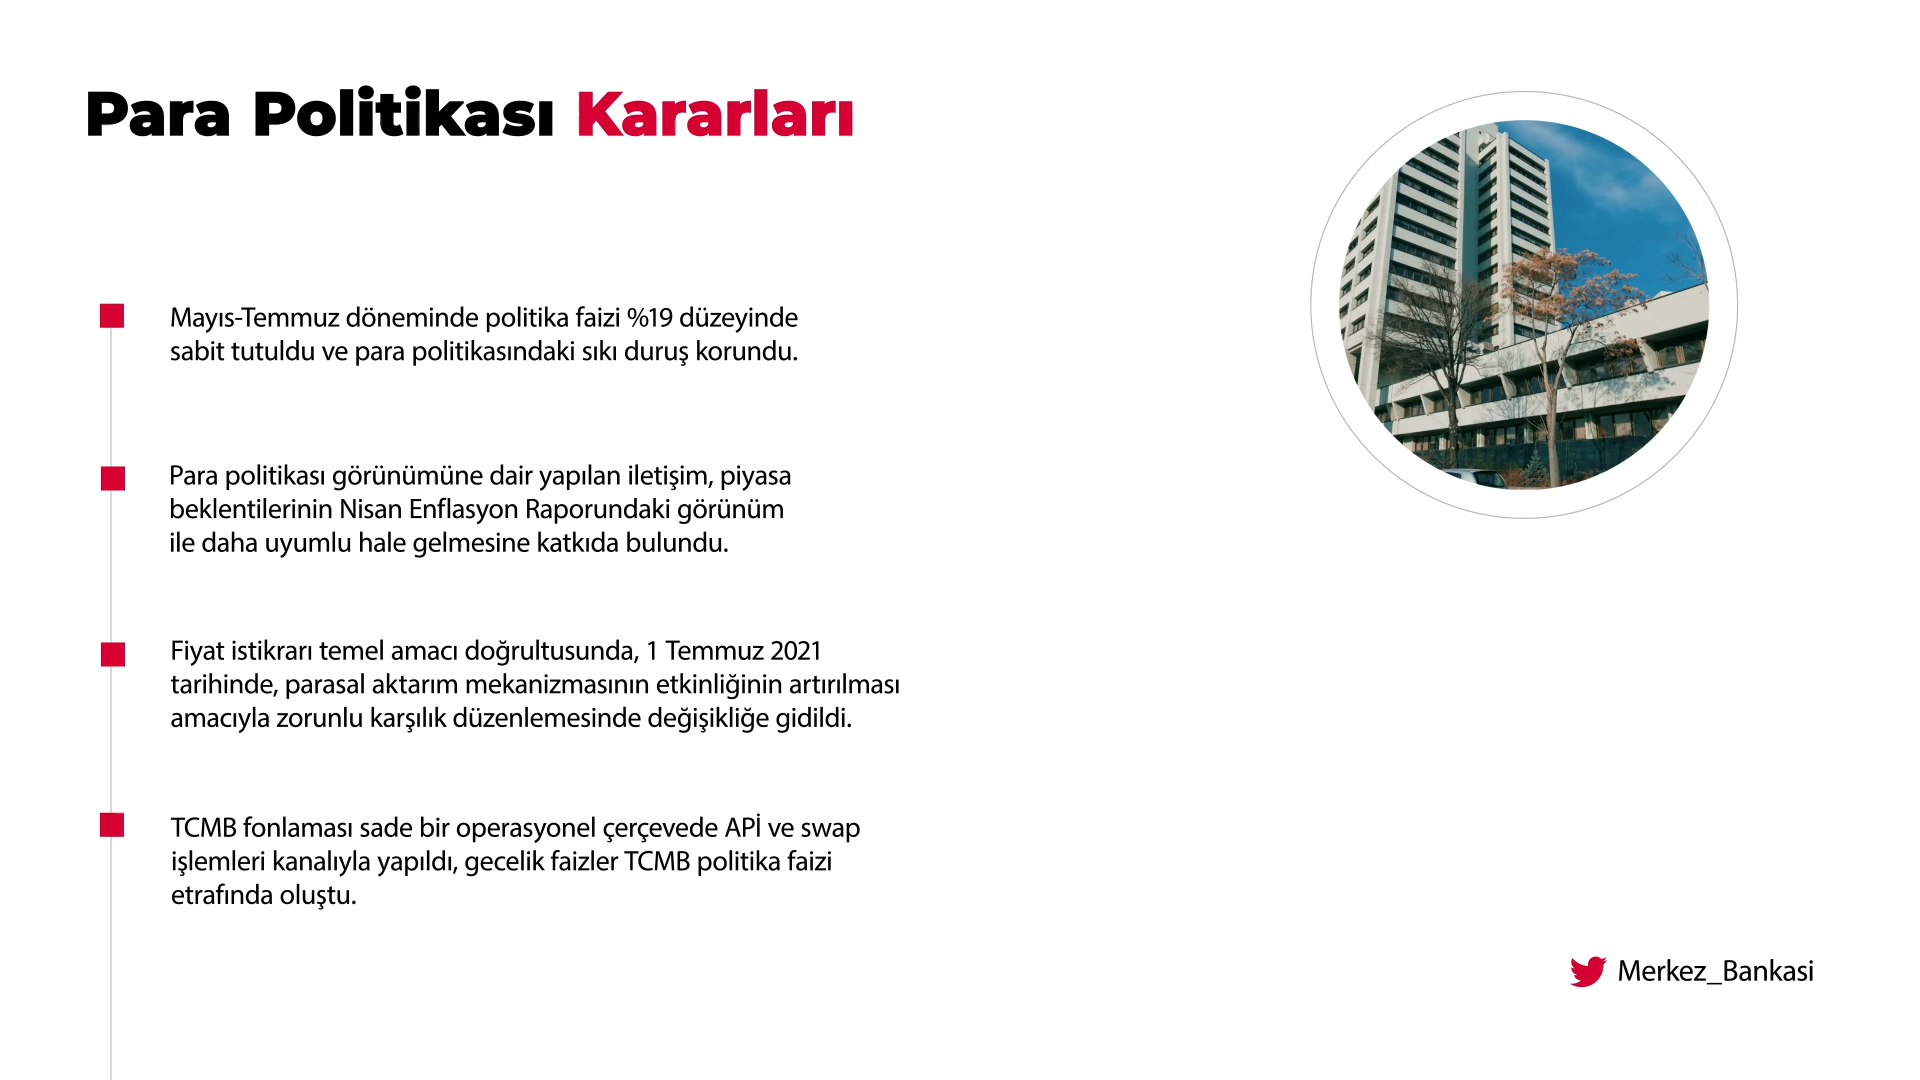 Para Politikası Kararları
Mayıs-Temmuz döneminde politika faizi %19 düzeyinde
sabit tutuldu ve para politikasındaki sıkı duruş korundu.
Para politikası görünümüne dair yapılan iletişim, piyasa
beklentilerinin Nisan Enflasyon Raporundaki görünüm
ile daha uyumlu hale gelmesine katkıda bulundu.
Fiyat istikrarı temel amacı doğrultusunda, 1 Temmuz 2021
tarihinde, parasal aktarım mekanizmasının etkinliğinin artırılması
amacıyla zorunlu karşılık düzenlemesinde değişikliğe gidildi.
TCMB fonlaması sade bir operasyonel çerçevede APİ ve swap
işlemleri kanalıyla yapıldı, gecelik faizler TCMB politika faizi
etrafında oluştu.
Merkez_Bankasi